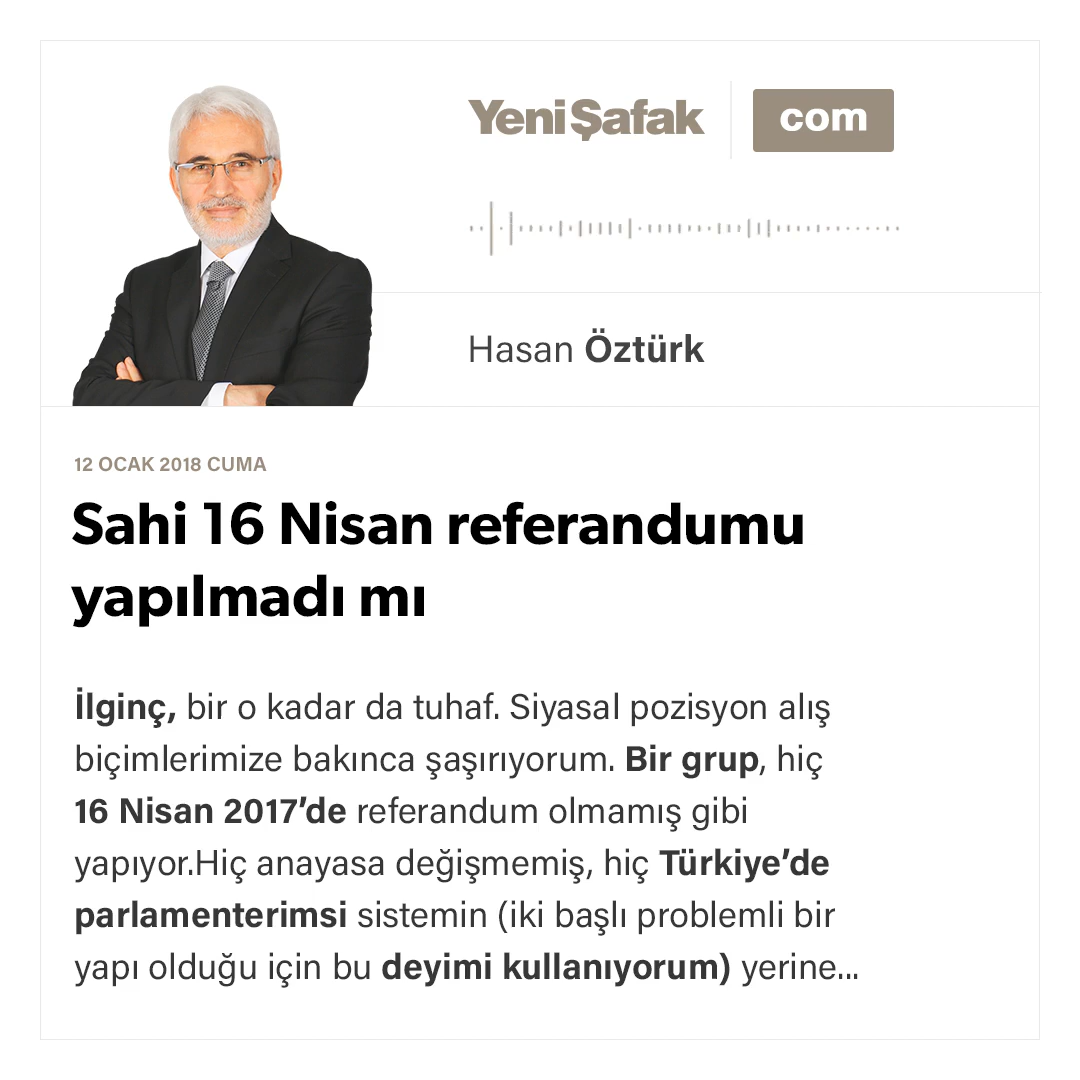 YeniŞafak
com
Hasan Öztürk
12 OCAK 2018 CUMA
Sahi 16 Nisan referandumu
yapılmadı mı
İlginç, bir o kadar da tuhaf. Siyasal pozisyon alış
biçimlerimize bakınca şaşırıyorum. Bir grup, hiç
16 Nisan 2017’de referandum olmamış gibi
yapıyor.Hiç anayasa değişmemiş, hiç Türkiye’de
parlamenterimsi sistemin (iki başlı problemli bir
yapı olduğu için bu deyimi kullanıyorum) yerine...